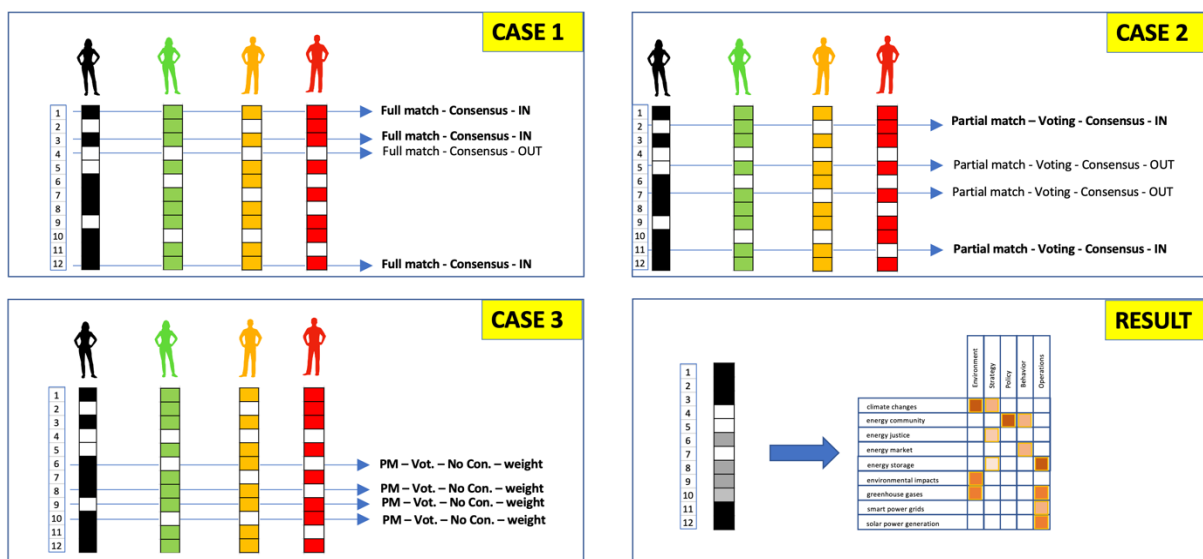 CASE 1
1
2
3
4
5
6
7
8
9
10
11
12
Full match - Consensus - IN
Full match - Consensus - IN
Full match - Consensus - OUT
Full match - Consensus - IN
CASE 2
1
2
3
4
5
6
7
8
9
10
11
12
Partial match – Voting - Consensus - IN
Partial match - Voting - Consensus - OUT
Partial match - Voting - Consensus - OUT
Partial match - Voting - Consensus - IN
CASE 3
1
2
3
4
5
6
7
8
9
10
11
12
PM – Vot. – No Con. – weight
PM – Vot. – No Con. – weight
PM – Vot. – No Con. – weight
PM – Vot. – No Con. – weight
RESULT
1
2
3
4
5
6
7
8
9
10
11
12
Environment
Strategy
Policy
Behavior
Operations
climate changes
energy community
energy justice
energy market
energy storage
environmental impacts
greenhouse gases
smart power grids
solar power generation